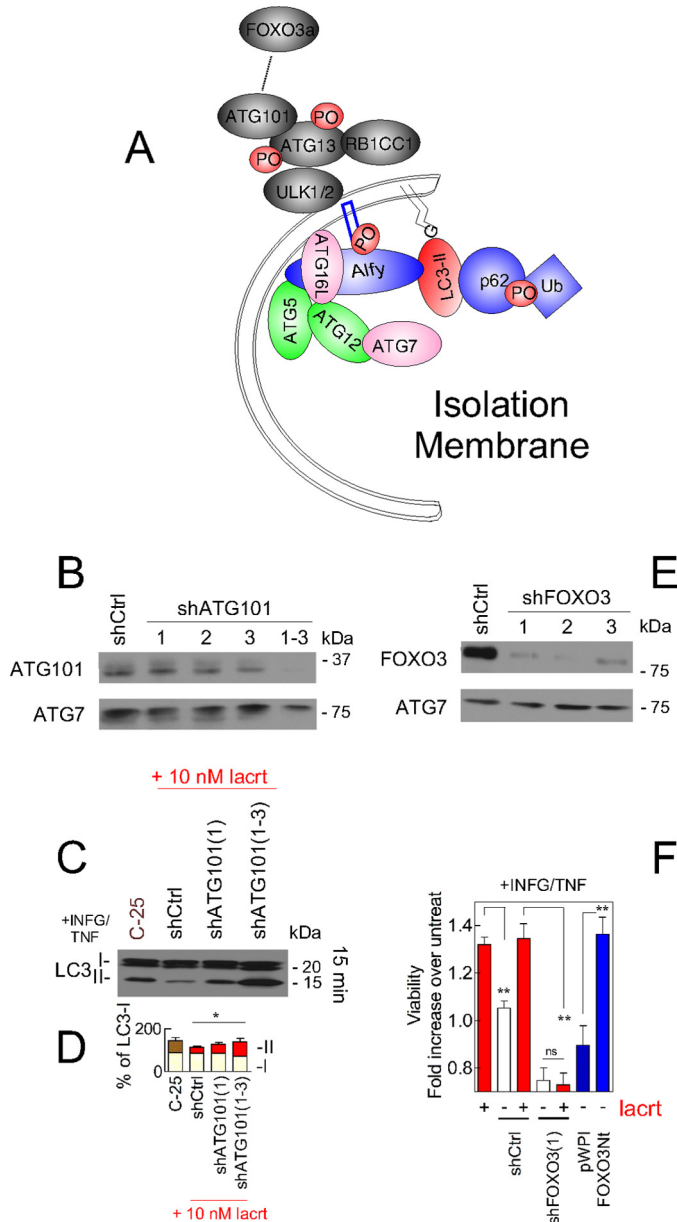 FOXO3a
A
ATG101
PO
ATG13
RB1CC1
PO
ULK1/2
G
ATG16L
PO
Alfy
LC3-II
p62
PO
Ub
ATG5
ATG12
ATG7
Isolation
Membrane
B
shCtrl
shATG101
1 2 3 1-3 kDa
ATG101
- 37
ATG7
- 75
E
shCtrl
shFOXO3
1 2 3 kDa
FOXO3
- 75
ATG7
- 75
+ 10 nM lacrt
C
+INFG/
TNF
C-25
shCtrl
shATG101(1)
shATG101(1-3)
kDa
LC3
I-
II-
- 20
- 15
15 min
D
% of LC3-I
200
0
*
-II
-I
C-25
shCtrl
shATG101(1)
shATG101(1-3)
+ 10 nM lacrt
F
+INFG/TNF
Viability
Fold increase over untreat
1.4
1.2
1.0
0.8
**
**
ns
**
+ - + - + - - lacrt
shCtrl
shFOXO3(1)
pWPI
FOXO3Nt